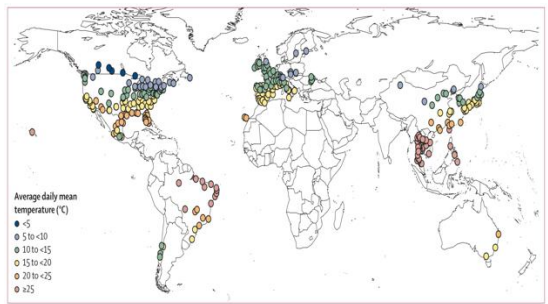 Average daily mean
temperature (°C)
<5
5 to <10
10 to <15
15 to <20
20 to <25
≥25